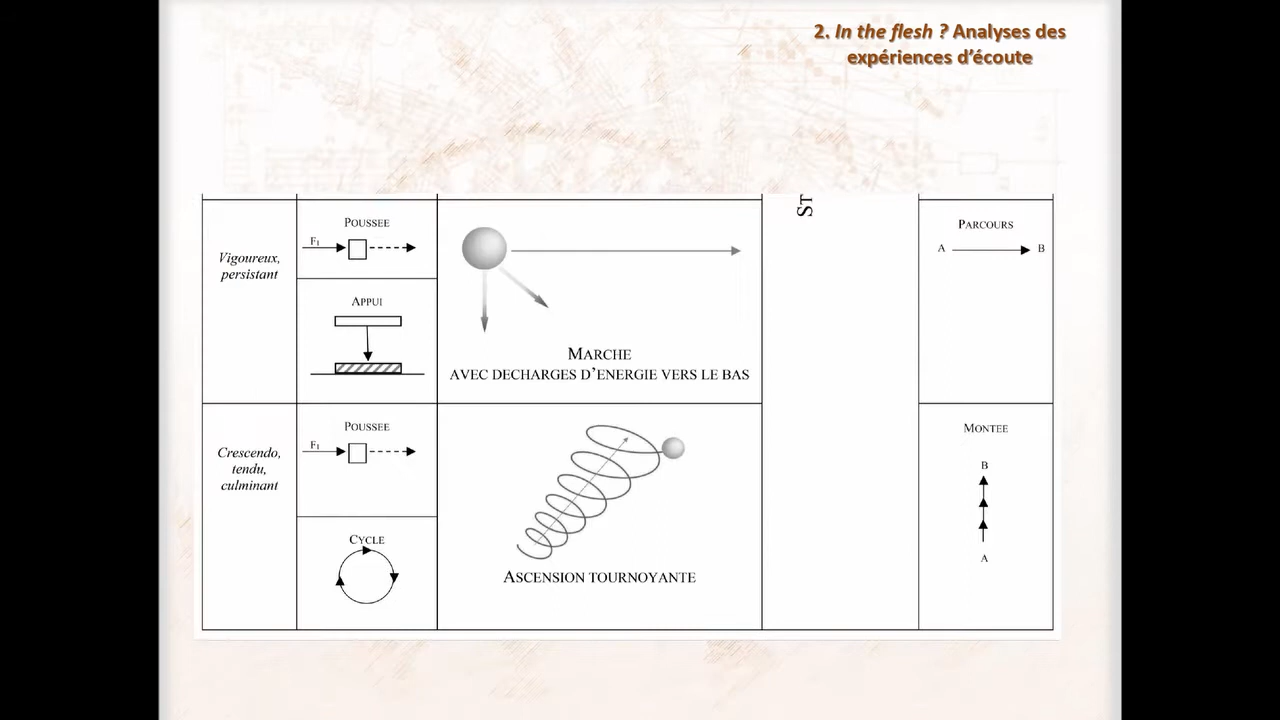 2. In the flesh ? Analyses des
expériences d'écoute
Vigoureux,
persistant
POUSSEE
F1
APPUI
MARCHE
AVEC DECHARGES D'ENERGIE VERS LE BAS
ST
PARCOURS
A
B
Crescendo,
tendu,
culminant
POUSSEE
F1
CYCLE
ASCENSION TOURNOYANTE
MONTEE
B
A